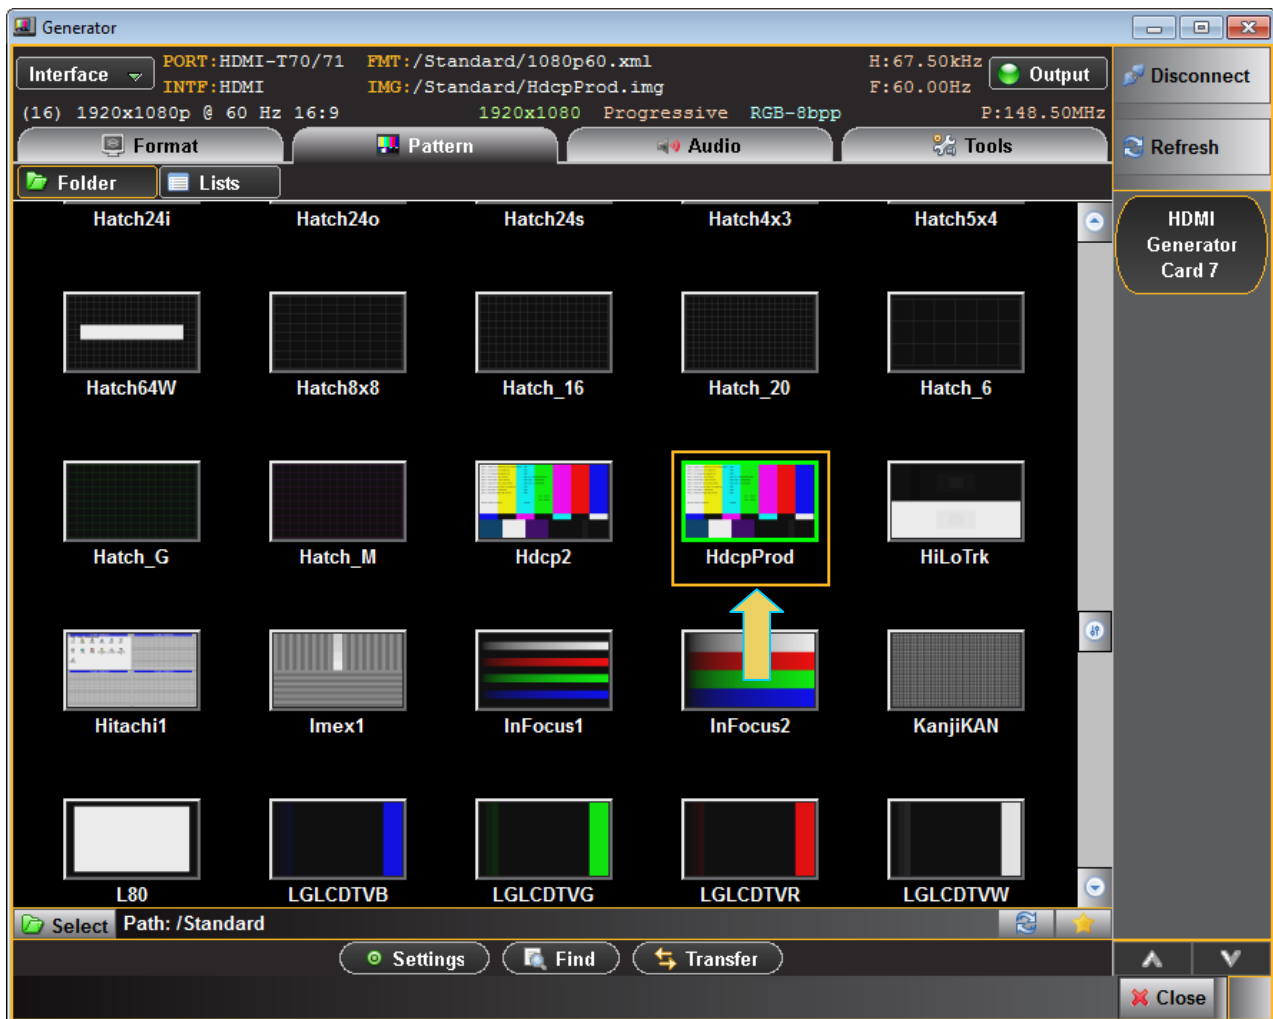 Generator
Interface PORT:HDMI-T70/71 FMT:/Standard/1080p60.xml H:67.50kHz Output Disconnect
INTF:HDMI IMG:/Standard/HdcpProd.img F:60.00Hz
(16) 1920x1080p @ 60 Hz 16:9 1920x1080 Progressive RGB-8bpp P:148.50MHz
Format Pattern Audio Tools Refresh
Folder Lists
Hatch24i Hatch24o Hatch24s Hatch4x3 Hatch5x4
HDMI
Generator
Card 7
Hatch64W Hatch8x8 Hatch_16 Hatch_20 Hatch_6
Hatch_G Hatch_M Hdcp2 HdcpProd HiLoTrk
Hitachi1 Imex1 InFocus1 InFocus2 KanjiKAN
L80 LGLCDTVB LGLCDTVG LGLCDTVR LGLCDTVW
Select Path: /Standard
Settings Find Transfer
Close